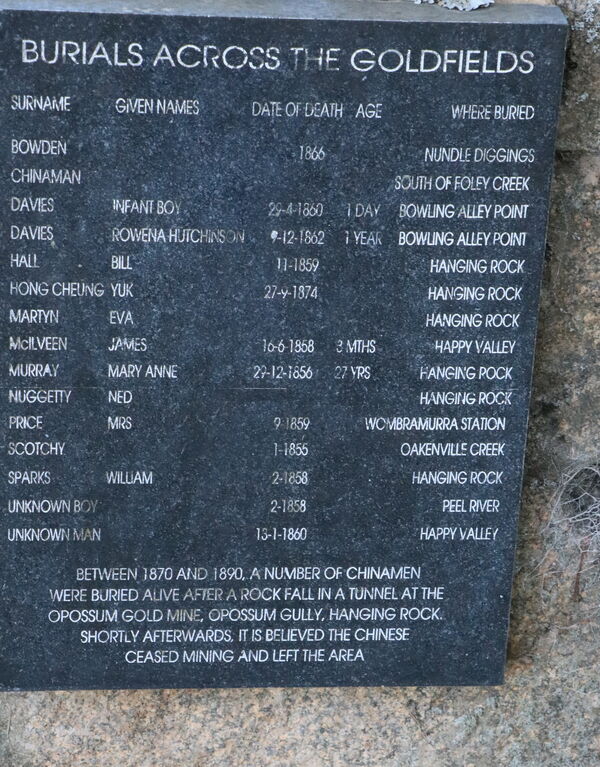 BURIALS ACROSS THE GOLDFIELDS
SURNAME GIVEN NAMES DATE OF DEATH AGE WHERE BURIED
BOWDEN 1866 NUNDLE DIGGINGS
CHINAMAN SOUTH OF FOLEY CREEK
DAVIES INFANT BOY 29-4-1860 1 DAY BOWLING ALLEY POINT
DAVIES ROWENA HUTCHINSON 9-12-1862 1 YEAR BOWLING ALLEY POINT
HALL BILL 11-1859 HANGING ROCK
HONG CHEUNG YUK 27-9-1874 HANGING ROCK
MARTYN EVA HANGING ROCK
McILVEEN JAMES 16-6-1858 3 MTHS HAPPY VALLEY
MURRAY MARY ANNE 29-12-1856 27 YRS HANGING ROCK
NUGGETTY NED HANGING ROCK
PRICE MRS 9-1859 WOMBRAMURRA STATION
SCOTCHY 1-1855 OAKENVILLE CREEK
SPARKS WILLIAM 2-1858 HANGING ROCK
UNKNOWN BOY 2-1858 PEEL RIVER
UNKNOWN MAN 13-1-1860 HAPPY VALLEY
BETWEEN 1870 AND 1890, A NUMBER OF CHINAMEN
WERE BURIED ALIVE AFTER A ROCK FALL IN A TUNNEL AT THE
OPOSSUM GOLD MINE, OPOSSUM GULLY, HANGING ROCK.
SHORTLY AFTERWARDS, IT IS BELIEVED THE CHINESE
CEASED MINING AND LEFT THE AREA